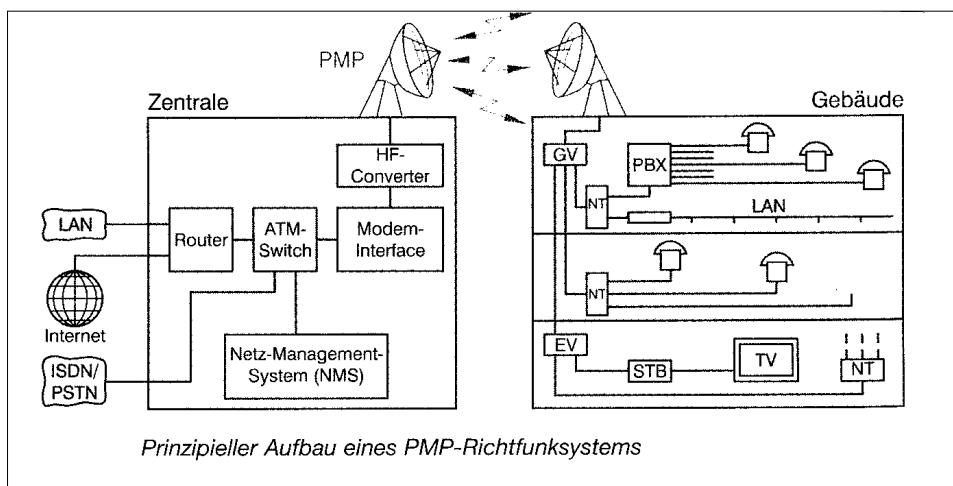 PMP
Zentrale
Gebäude
HF-
Converter
GV
PBX
NT
LAN
LAN
Router
ATM-
Switch
Modem-
Interface
Internet
NT
ISDN/
PSTN
Netz-Management-
System (NMS)
EV
STB
TV
NT
Prinzipieller Aufbau eines PMP-Richtfunksystems